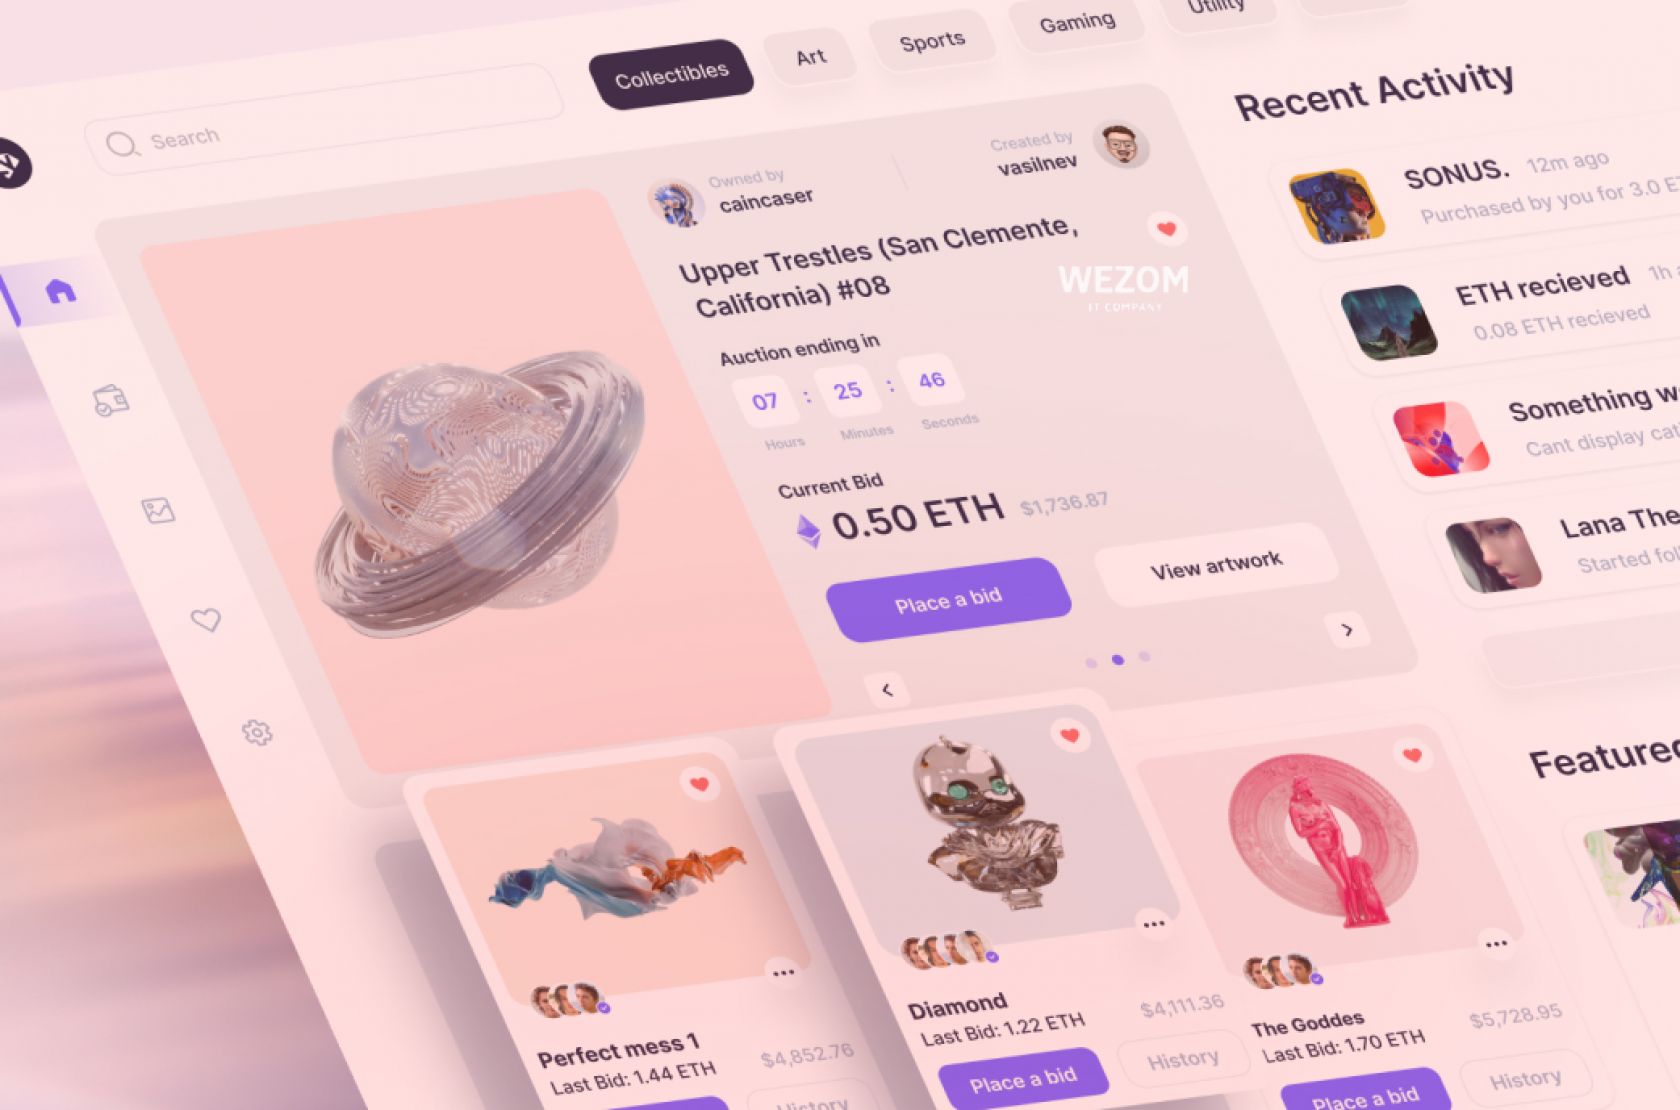 Collectibles
Art
Sports
Gaming
Utility
Search
Owned by
caincaser
Created by
vasilnev
Upper Trestles (San Clemente,
California) #08
WEZOM
IT COMPANY
Auction ending in
07 : 25 : 46
Hours Minutes Seconds
Current Bid
0.50 ETH $1,736.87
Place a bid
View artwork
Recent Activity
SONUS. 12m ago
Purchased by you for 3.0
ETH recieved 1h
0.08 ETH recieved
Something
Cant display
Lana
Started
Featured
Perfect mess 1
Last Bid: 1.44 ETH
$4,852.76
History
Diamond
Last Bid: 1.22 ETH
$4,111.36
Place a bid
History
The Goddes
Last Bid: 1.70 ETH
$5,728.95
Place a bid
History